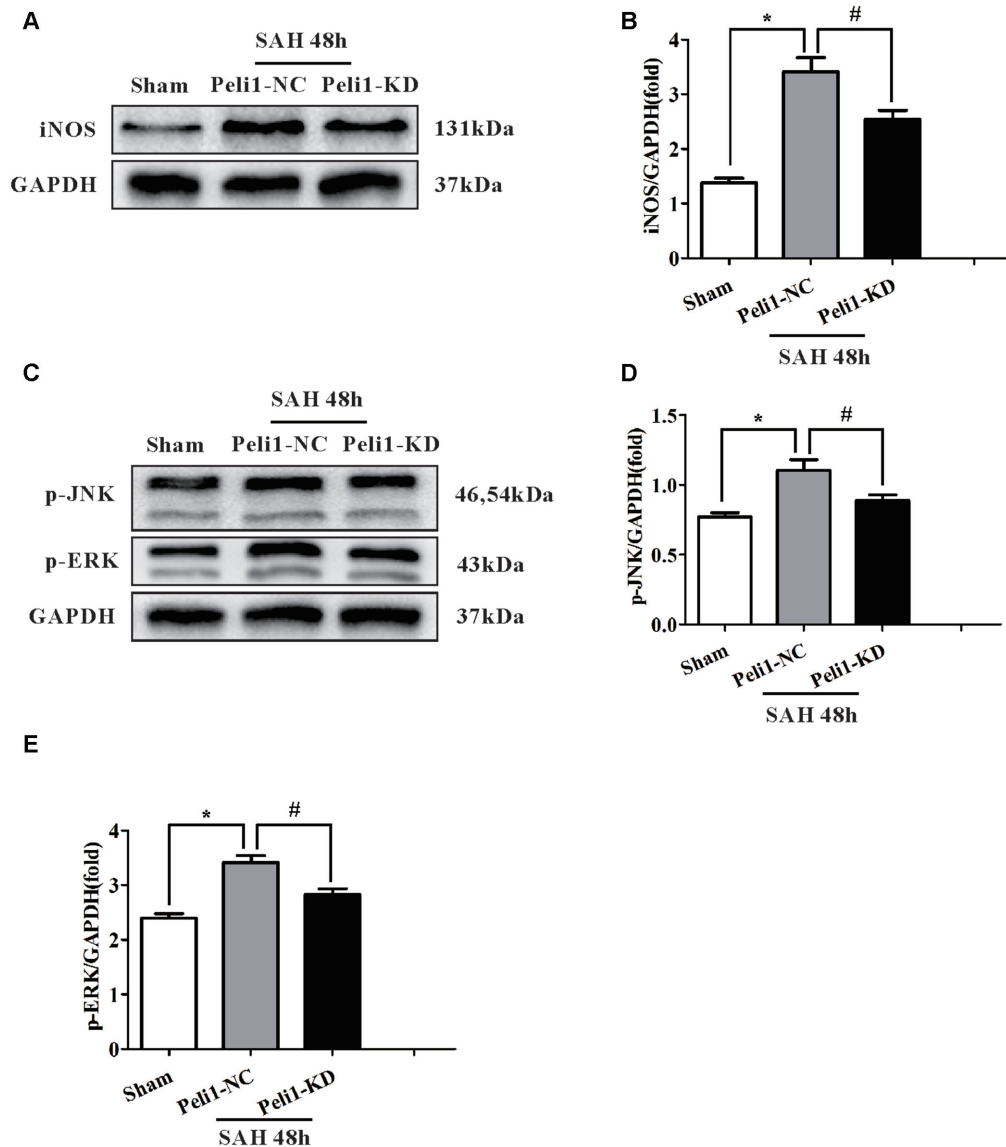 A
SAH 48h
Sham Peli1-NC Peli1-KD
iNOS 131kDa
GAPDH 37kDa
B
* #
iNOS/GAPDH(fold)
4
3
2
1
0
Sham Peli1-NC Peli1-KD
SAH 48h
C
SAH 48h
Sham Peli1-NC Peli1-KD
p-JNK 46,54kDa
p-ERK 43kDa
GAPDH 37kDa
D
* #
p-JNK/GAPDH(fold)
1.5
1.0
0.5
0.0
Sham Peli1-NC Peli1-KD
SAH 48h
E
* #
p-ERK/GAPDH(fold)
4
3
2
1
0
Sham Peli1-NC Peli1-KD
SAH 48h